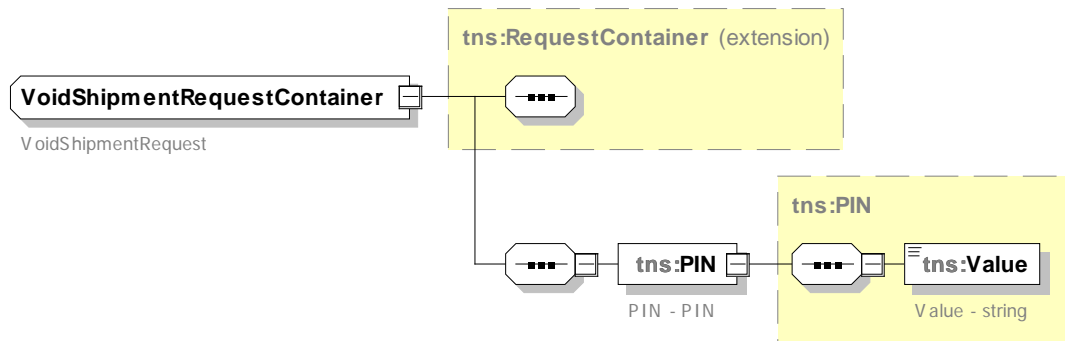 tns:RequestContainer (extension)
VoidShipmentRequestContainer
VoidShipmentRequest
tns:PIN
tns:PIN
tns:Value
PIN - PIN
Value - string